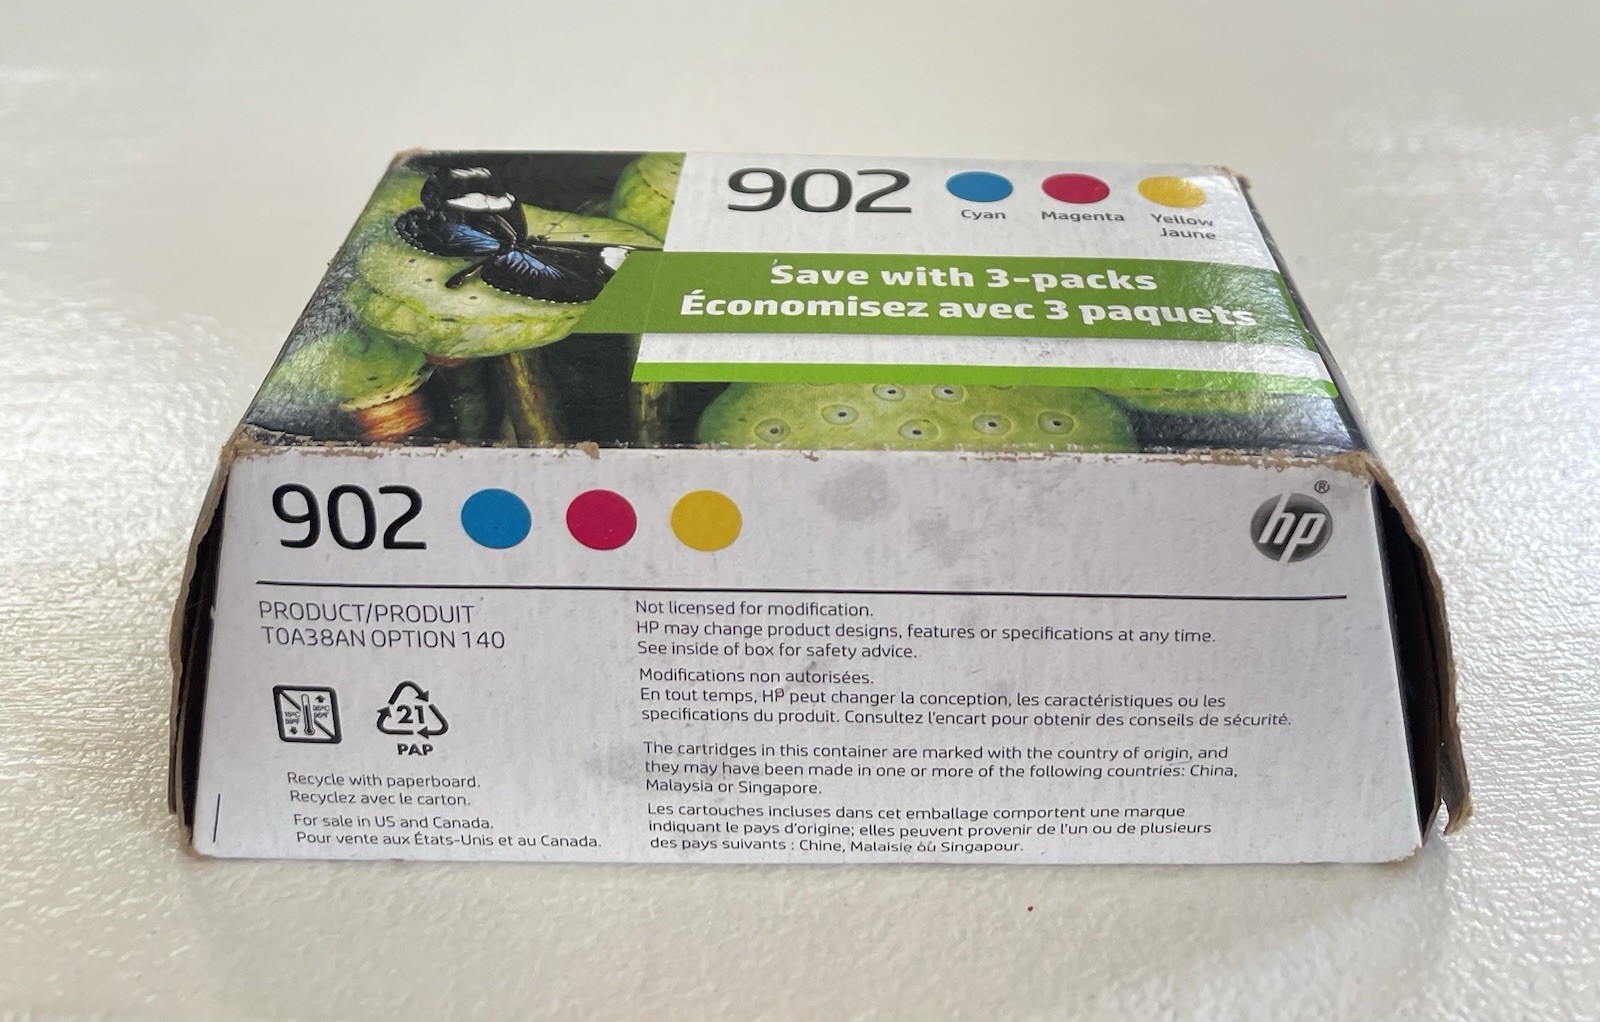 902
Cyan Magenta Yellow
Jaune
Save with 3-packs
Économisez avec 3 paquets
902
hp®
PRODUCT/PRODUIT
T0A38AN OPTION 140
21
PAP
Recycle with paperboard.
Recyclez avec le carton.
For sale in US and Canada.
Pour vente aux États-Unis et au Canada.
Not licensed for modification.
HP may change product designs, features or specifications at any time.
See inside of box for safety advice.
Modifications non autorisées.
En tout temps, HP peut changer la conception, les caractéristiques ou les
specifications du produit. Consultez l'encart pour obtenir des conseils de sécurité.
The cartridges in this container are marked with the country of origin, and
they may have been made in one or more of the following countries: China,
Malaysia or Singapore.
Les cartouches incluses dans cet emballage comportent une marque
indiquant le pays d'origine; elles peuvent provenir de l'un ou de plusieurs
des pays suivants : Chine, Malaisie où Singapour.